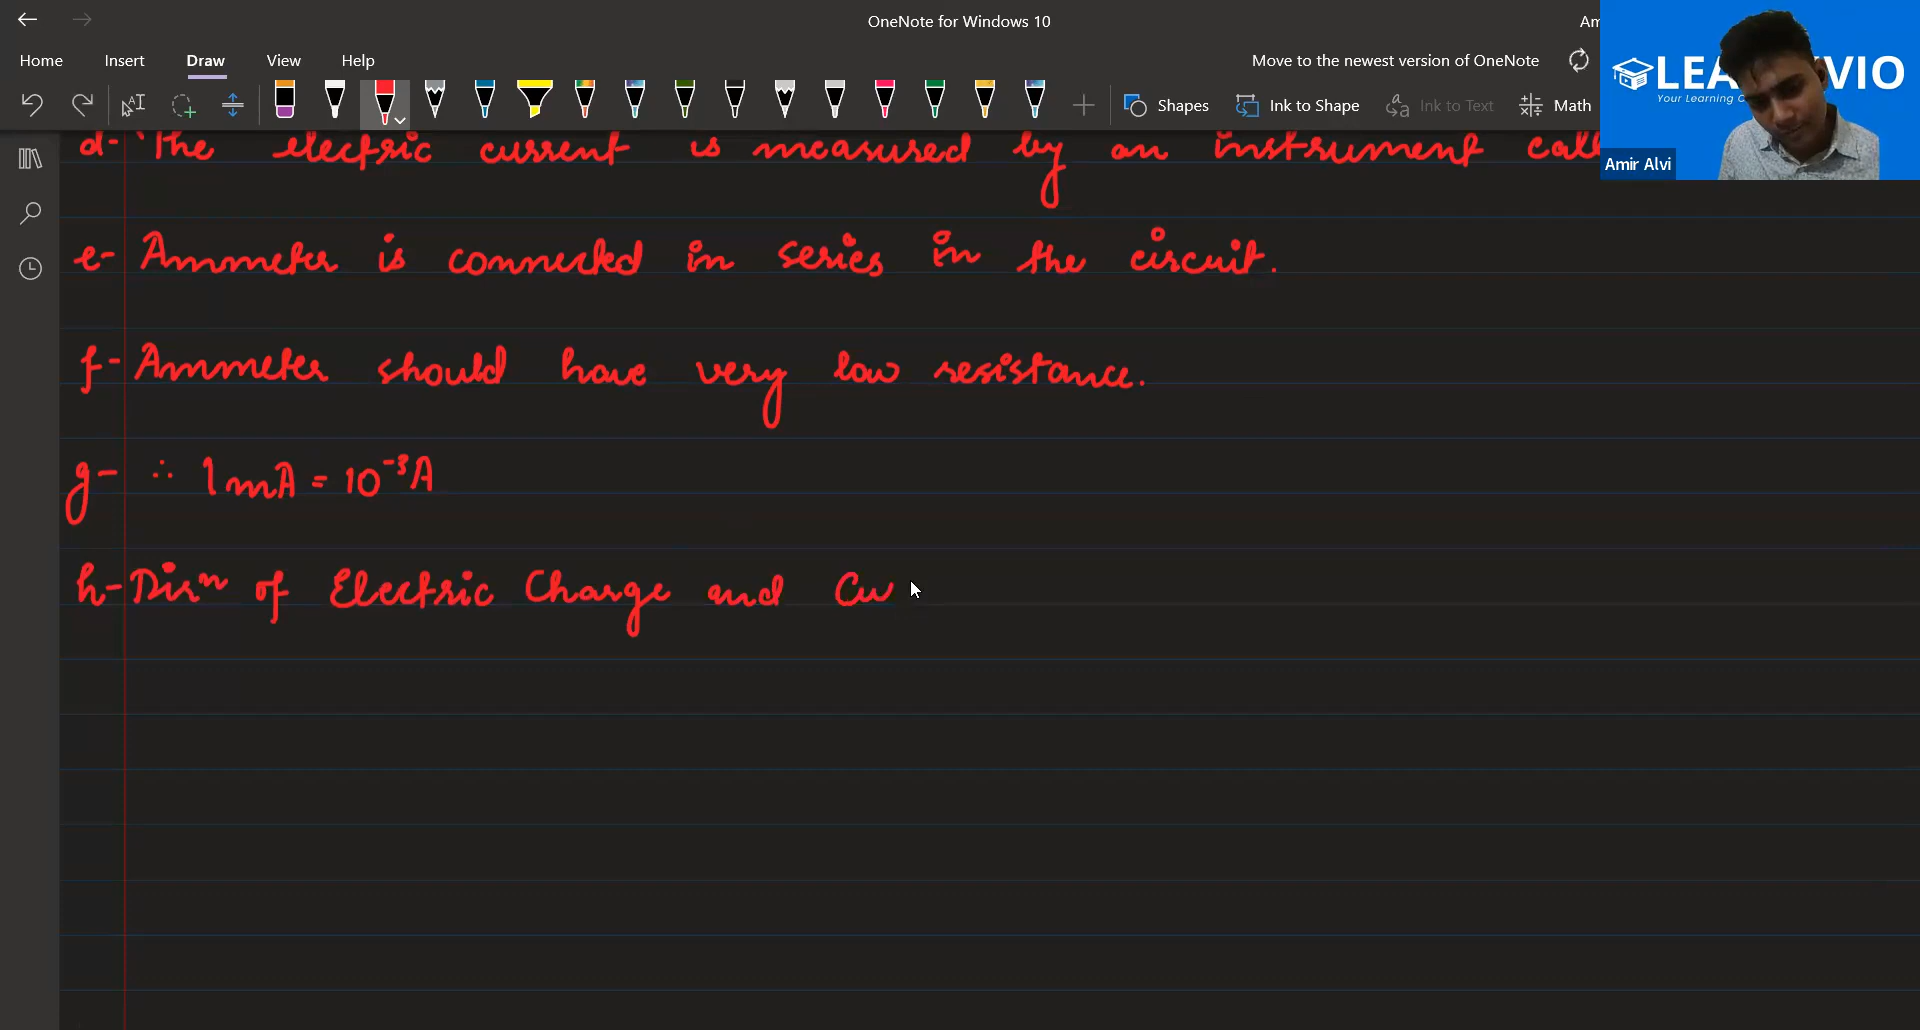 OneNote for Windows 10
Am
Home Insert Draw View Help Move to the newest version of OneNote
Shapes Ink to Shape Ink to Text Math
LEA VIO
Your Learning C
Amir Alvi
d- The electric current is measured by an instrument call
e- Ammeter is connected in series in the circuit.
f- Ammeter should have very low resistance.
g- ∴ 1mA = 10⁻³A
h- Dirⁿ of Electric Charge and Cu